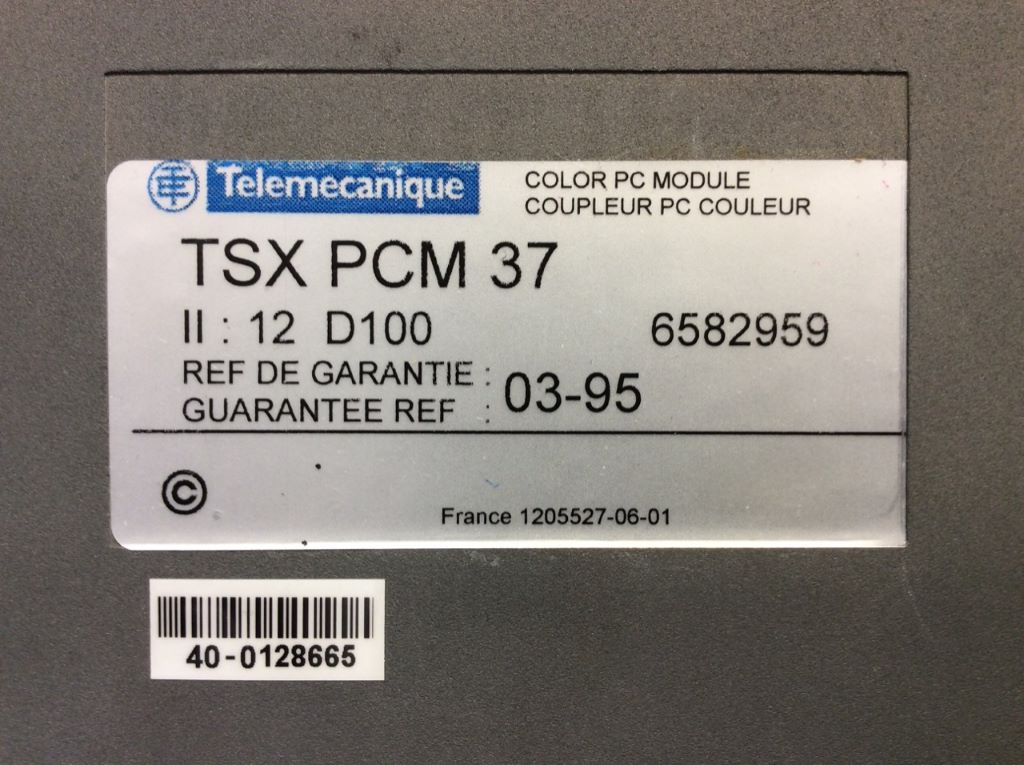 Telemecanique
COLOR PC MODULE
COUPLEUR PC COULEUR
TSX PCM 37
II : 12 D100 6582959
REF DE GARANTIE :
GUARANTEE REF : 03-95
©
France 1205527-06-01
40-0128665